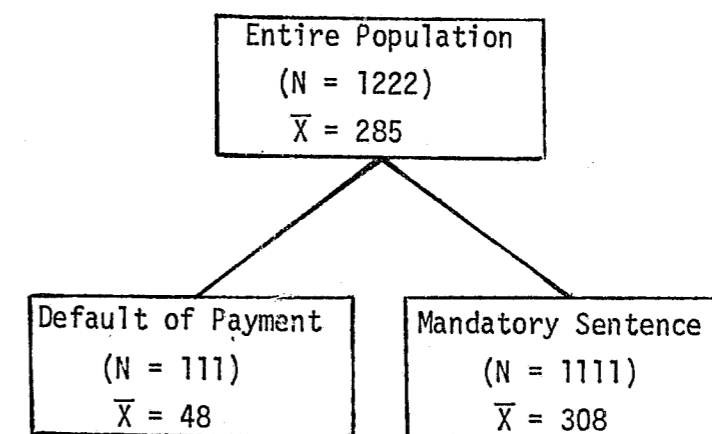 Entire Population
(N = 1222)
X̅ = 285
Default of Payment
(N = 111)
X̅ = 48
Mandatory Sentence
(N = 1111)
X̅ = 308